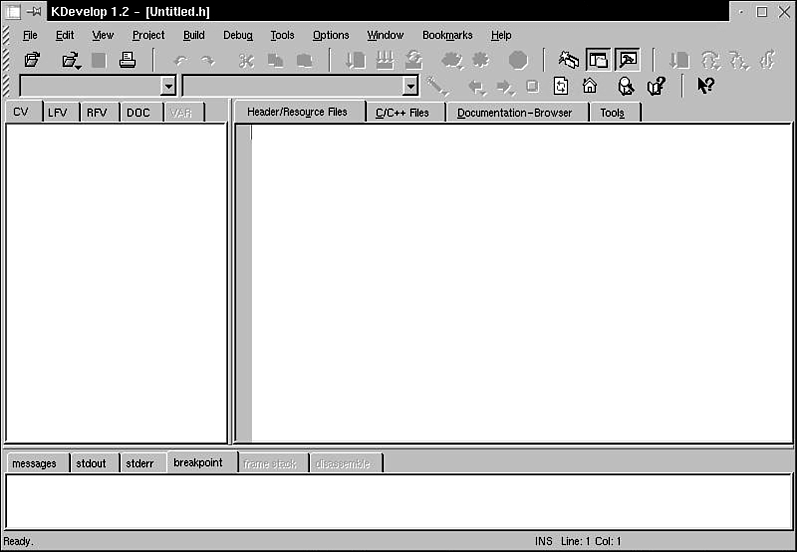 KDevelop 1.2 - [Untitled.h]
File Edit View Project Build Debug Tools Options Window Bookmarks Help
CV LFV RFV DOC VAR Header/Resource Files C/C++ Files Documentation-Browser Tools
messages stdout stderr breakpoint frame stack disassemble
Ready. INS Line: 1 Col: 1